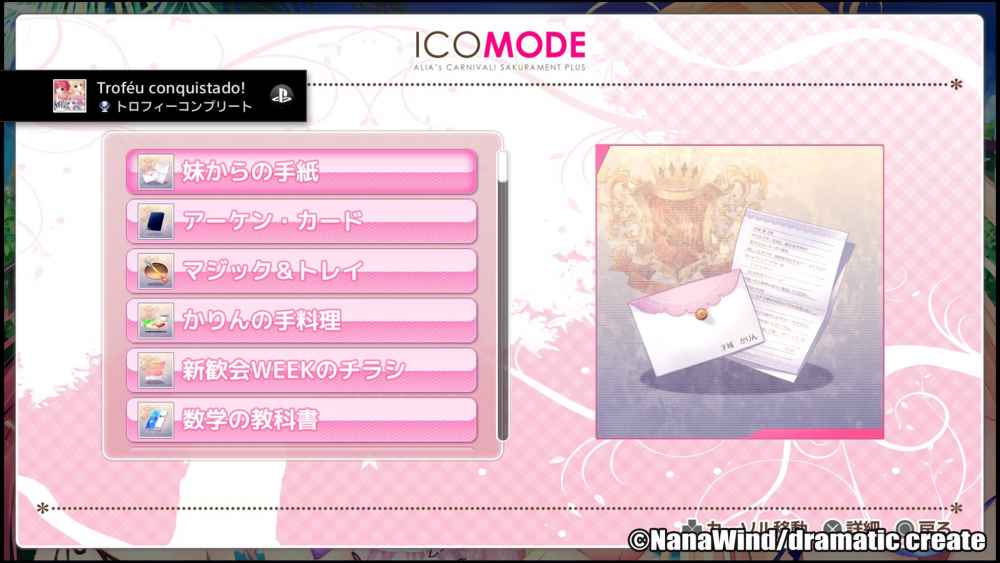 ICOMODE
ALIA's CARNIVAL! SAKURAMENT PLUS
Troféu conquistado!
トロフィーコンプリート
妹からの手紙
アーケン・カード
マジック&トレイ
かりんの手料理
新歓会WEEKのチラシ
数学の教科書
かりん
カーソル移動 詳細 戻る
©NanaWind/dramatic create